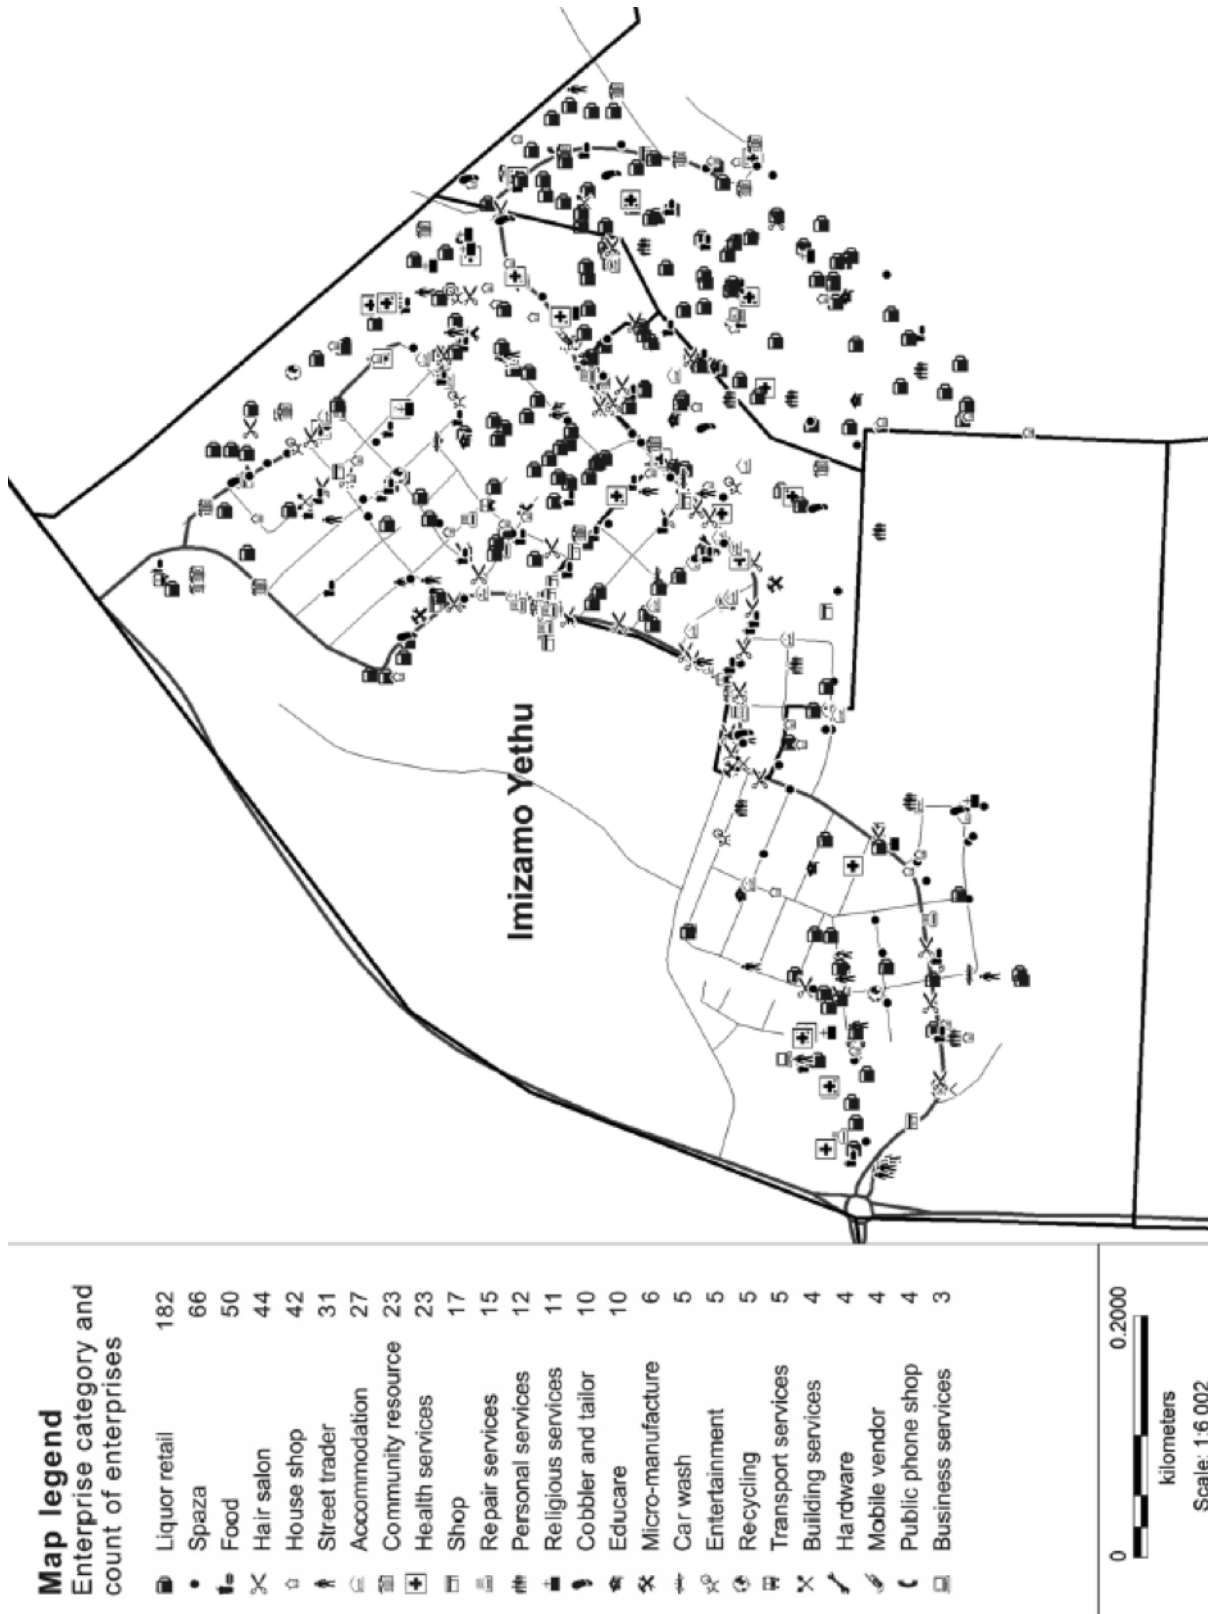 Imizamo Yethu
Map legend
Enterprise category and
count of enterprises
Liquor retail 182
Spaza 66
Food 50
Hair salon 44
House shop 42
Street trader 31
Accommodation 27
Community resource 23
Health services 23
Shop 17
Repair services 15
Personal services 12
Religious services 11
Cobbler and tailor 10
Educare 10
Micro-manufacture 6
Car wash 5
Entertainment 5
Recycling 5
Transport services 5
Building services 4
Hardware 4
Mobile vendor 4
Public phone shop 4
Business services 3
0 0.2000
kilometers
Scale: 1:6 002